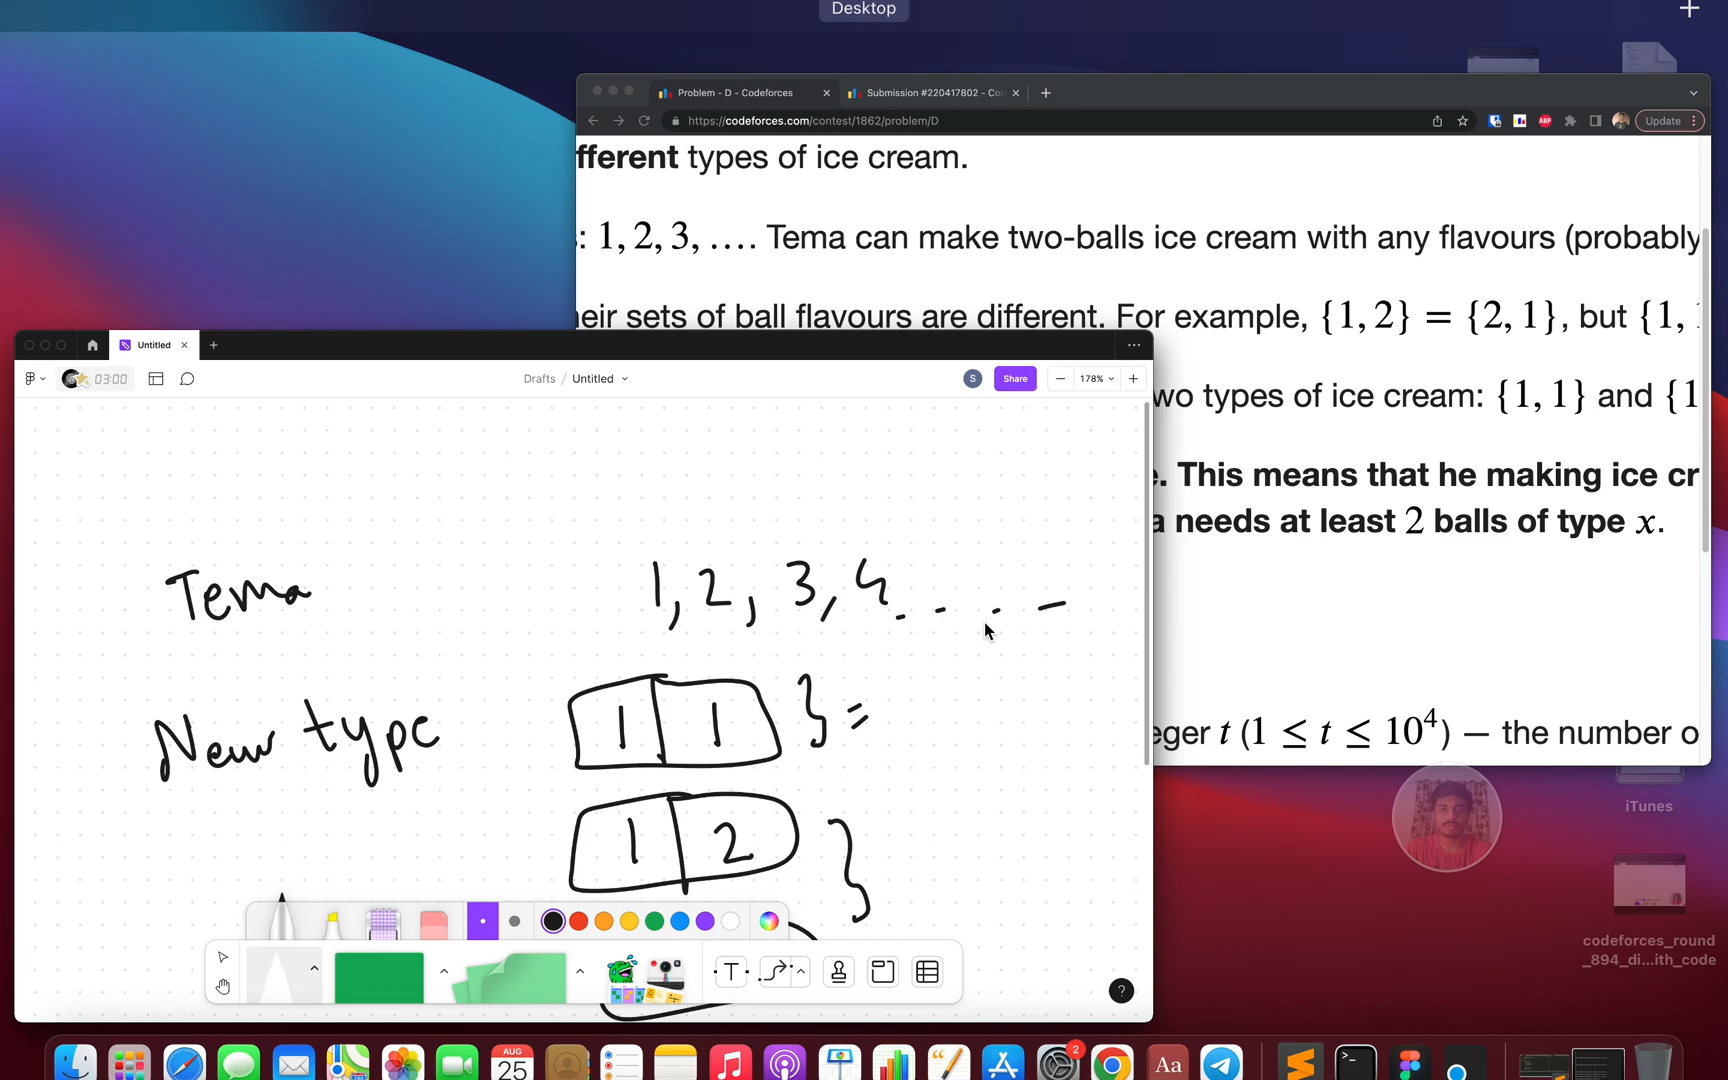 Desktop
Problem - D - Codeforces
Submission #220417802 - Co
https://codeforces.com/contest/1862/problem/D
Update
fferent types of ice cream.
: 1, 2, 3, .... Tema can make two-balls ice cream with any flavours (probably
eir sets of ball flavours are different. For example, {1, 2} = {2, 1}, but {1,
wo types of ice cream: {1, 1} and {1
e. This means that he making ice cr
a needs at least 2 balls of type x.
eger t (1 ≤ t ≤ 10^4) — the number o
Untitled
03:00
Drafts / Untitled
S
Share
178%
Tema 1, 2, 3, 4 . . . -
New type 1 1 } =
1 2 }
T
?
ABP
iTunes
codeforces_round
_894_di...ith_code
AUG
25
2
Aa